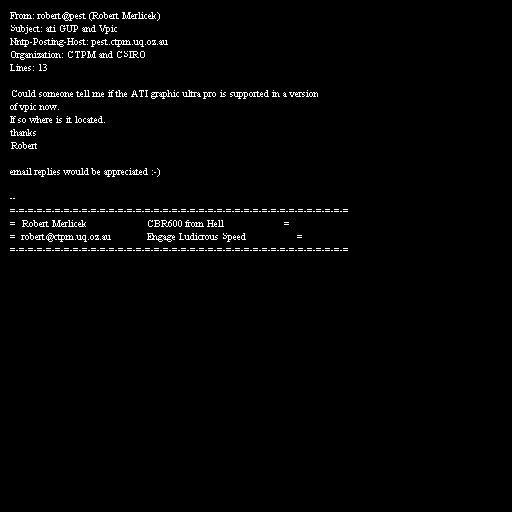 From: robert@pest (Robert Merlicek)
Subject: ati GUP and Vpic
Nntp-Posting-Host: pest.ctpm.uq.oz.au
Organization: CTPM and CSIRO
Lines: 13
Could someone tell me if the ATI graphic ultra pro is supported in a version
of vpic now.
If so where is it located.
thanks
Robert
email replies would be appreciated :-)
--
=-=-=-=-=-=-=-=-=-=-=-=-=-=-=-=-=-=-=-=-=-=-=-=-=-=-=-=-=-=-=-=-=-=-=-=
= Robert Merlicek CBR600 from Hell =
= robert@ctpm.uq.oz.au Engage Ludicrous Speed =
=-=-=-=-=-=-=-=-=-=-=-=-=-=-=-=-=-=-=-=-=-=-=-=-=-=-=-=-=-=-=-=-=-=-=-=